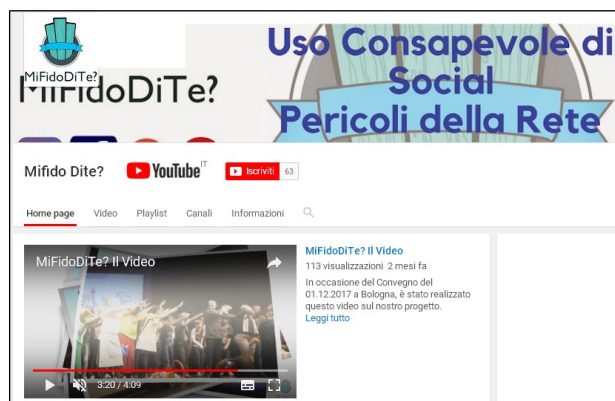 MiFidoDiTe?
MiFidoDiTe?
Uso Consapevole di
Social
Pericoli della Rete
Mifido Dite?
YouTube IT
Iscriviti 63
Home page Video Playlist Canali Informazioni
MiFidoDiTe? Il Video
3:20 / 4:09
MiFidoDiTe? Il Video
113 visualizzazioni 2 mesi fa
In occasione del Convegno del
01.12.2017 a Bologna, è stato realizzato
questo video sul nostro progetto.
Leggi tutto